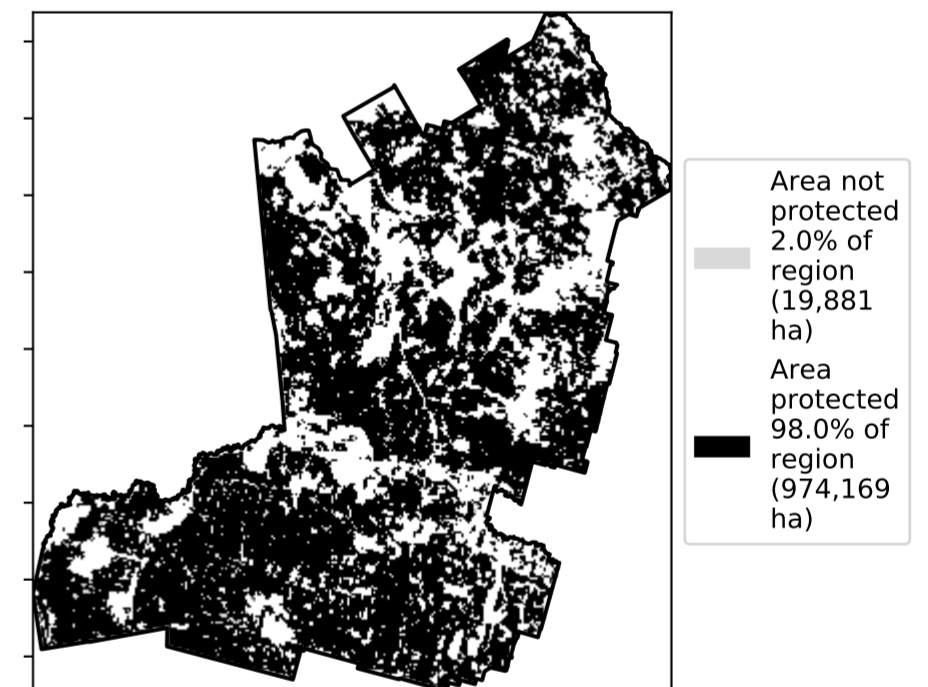 Area not
protected
2.0% of
region
(19,881
ha)
Area
protected
98.0% of
region
(974,169
ha)